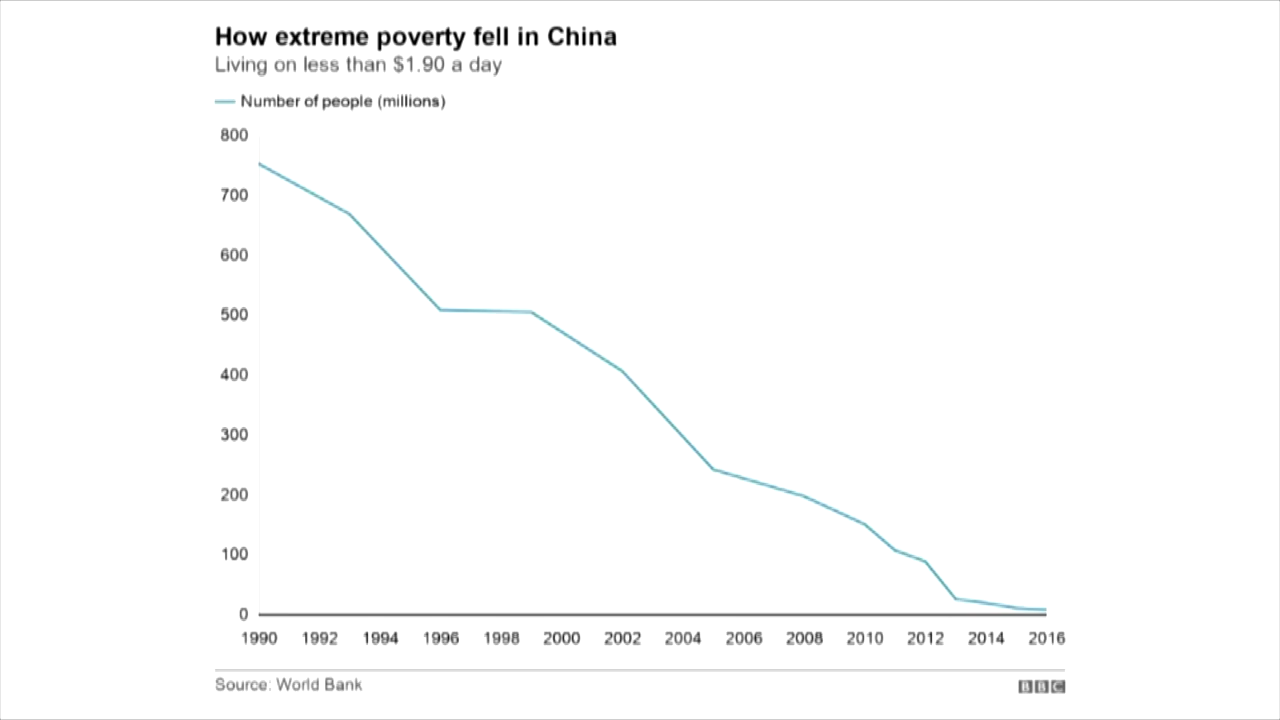 How extreme poverty fell in China
Living on less than $1.90 a day
Number of people (millions)
800
700
600
500
400
300
200
100
0
1990 1992 1994 1996 1998 2000 2002 2004 2006 2008 2010 2012 2014 2016
Source: World Bank
BBC